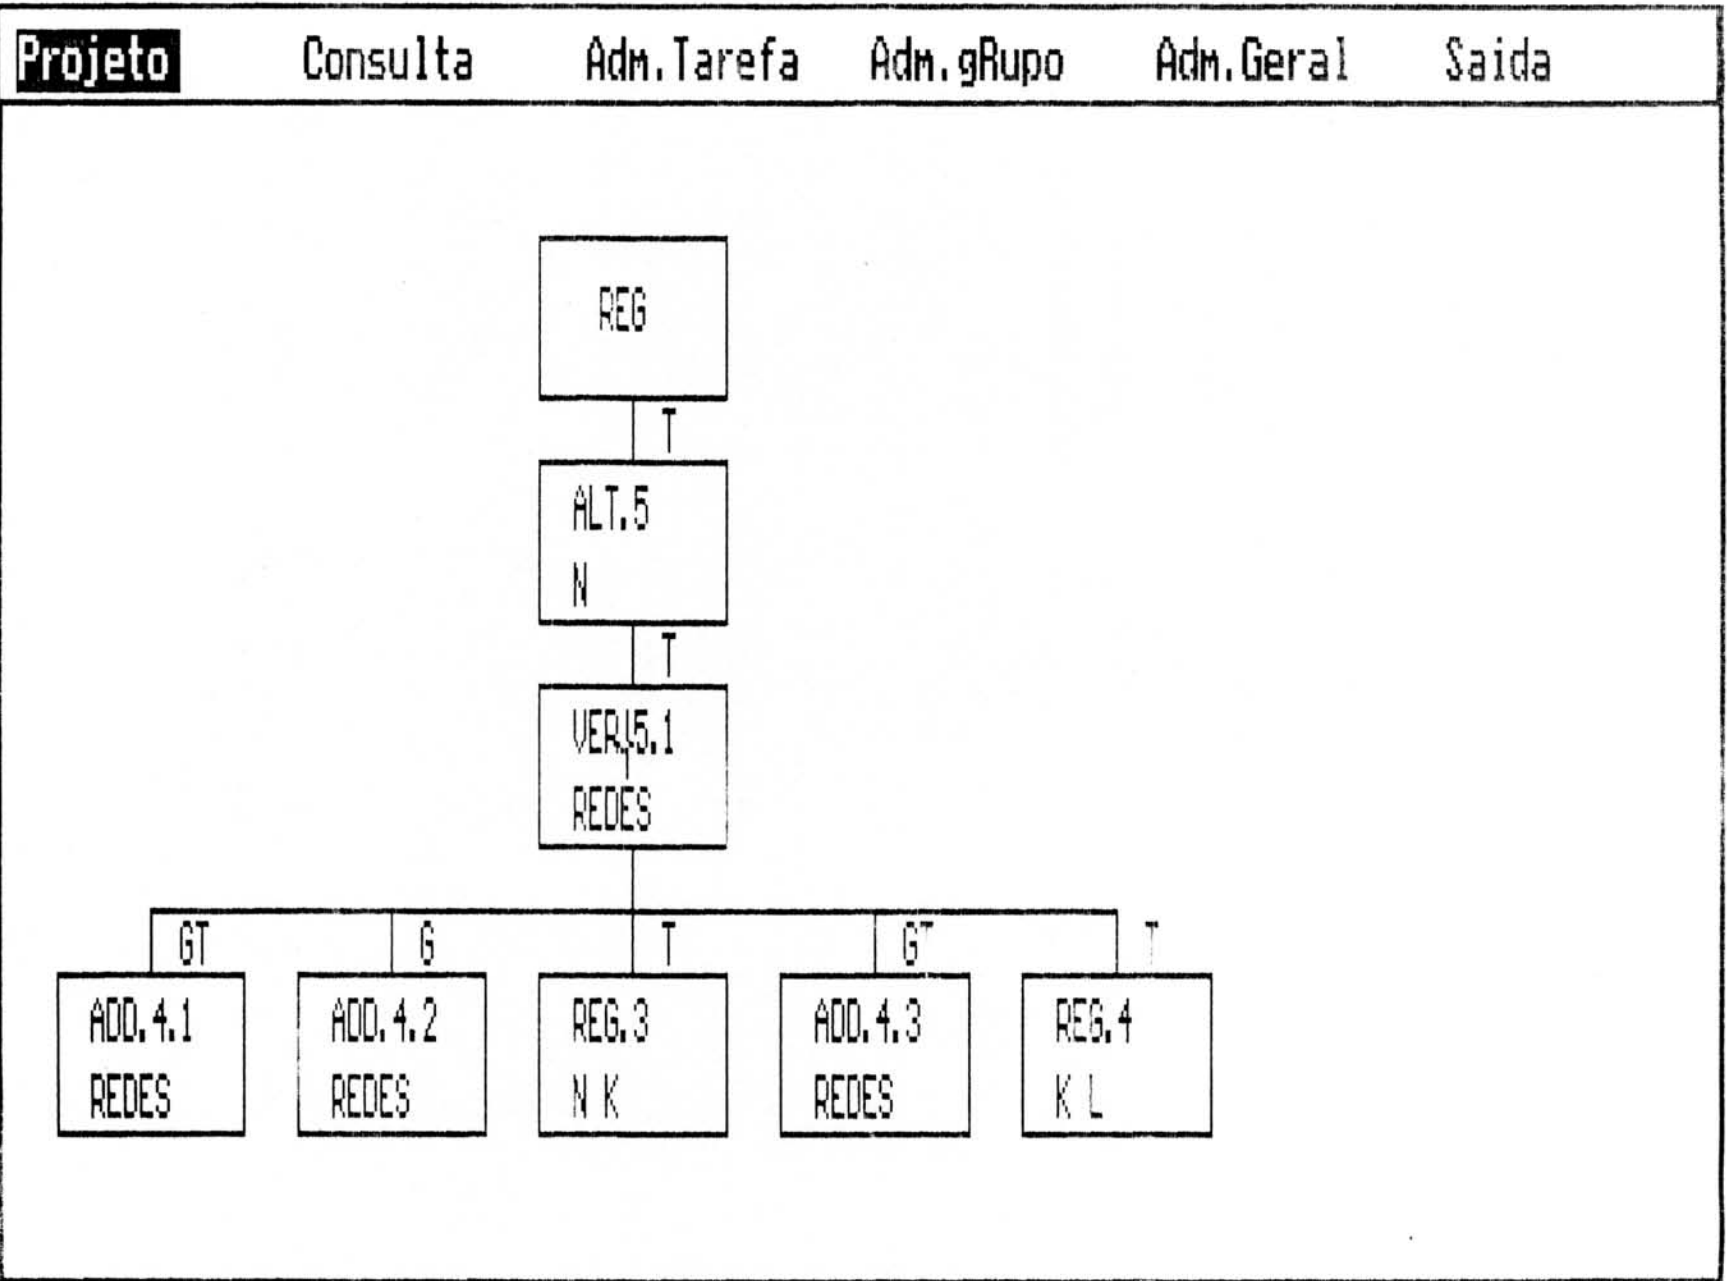 Projeto Consulta Adm.Tarefa Adm.gRupo Adm.Geral Saida
REG
T
ALT.5
N
T
VER.5.1
REDES
GT G T GT T
ADD.4.1 ADD.4.2 REG.3 ADD.4.3 REG.4
REDES REDES N K REDES K L